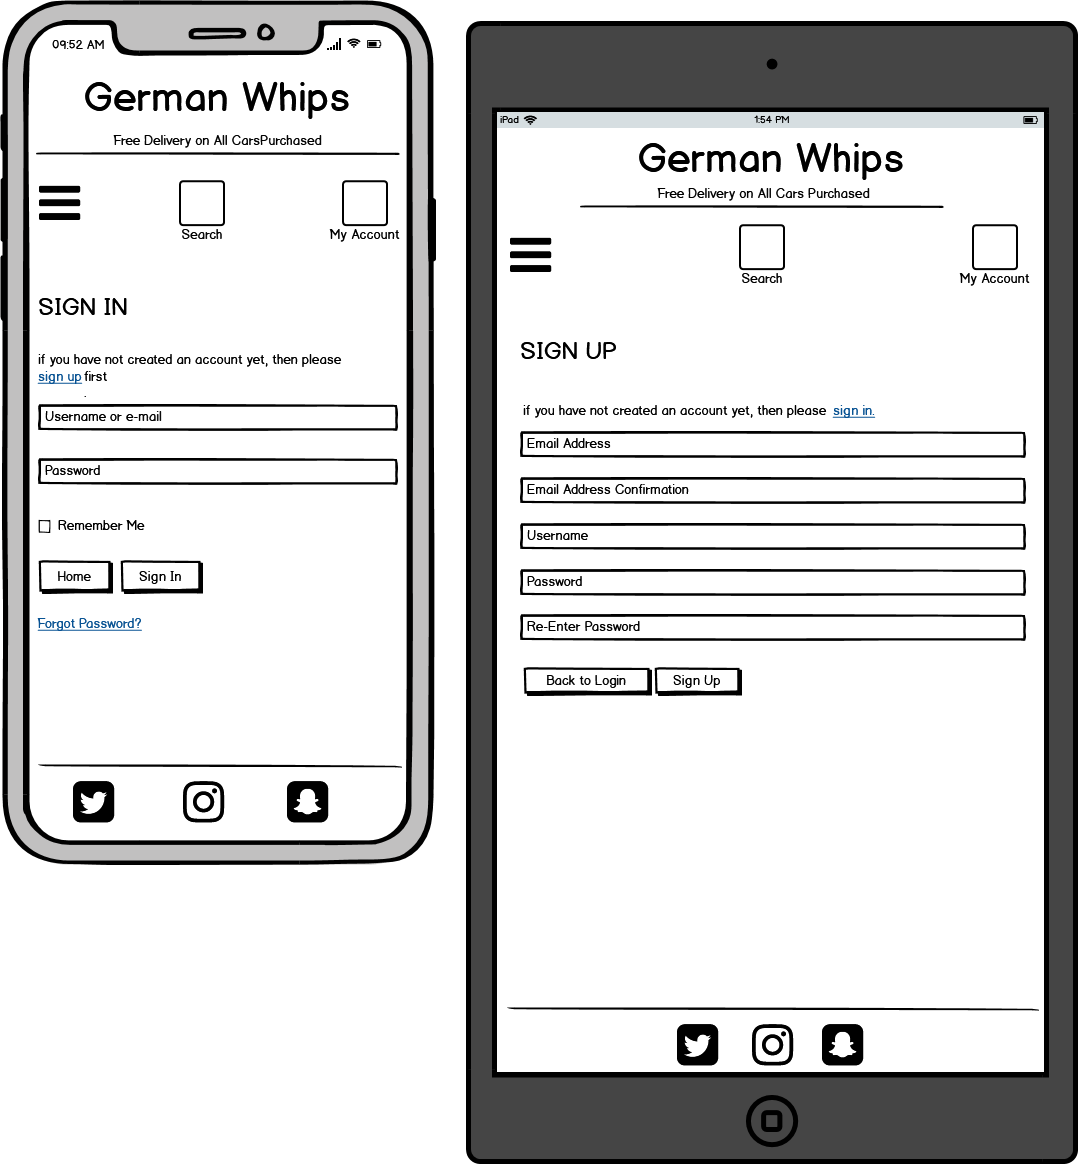 09:52 AM
German Whips
Free Delivery on All CarsPurchased
Search
My Account
SIGN IN
if you have not created an account yet, then please
sign up first
.
Username or e-mail
Password
Remember Me
Home
Sign In
Forgot Password?
iPad
1:54 PM
German Whips
Free Delivery on All Cars Purchased
Search
My Account
SIGN UP
if you have not created an account yet, then please sign in.
Email Address
Email Address Confirmation
Username
Password
Re-Enter Password
Back to Login
Sign Up